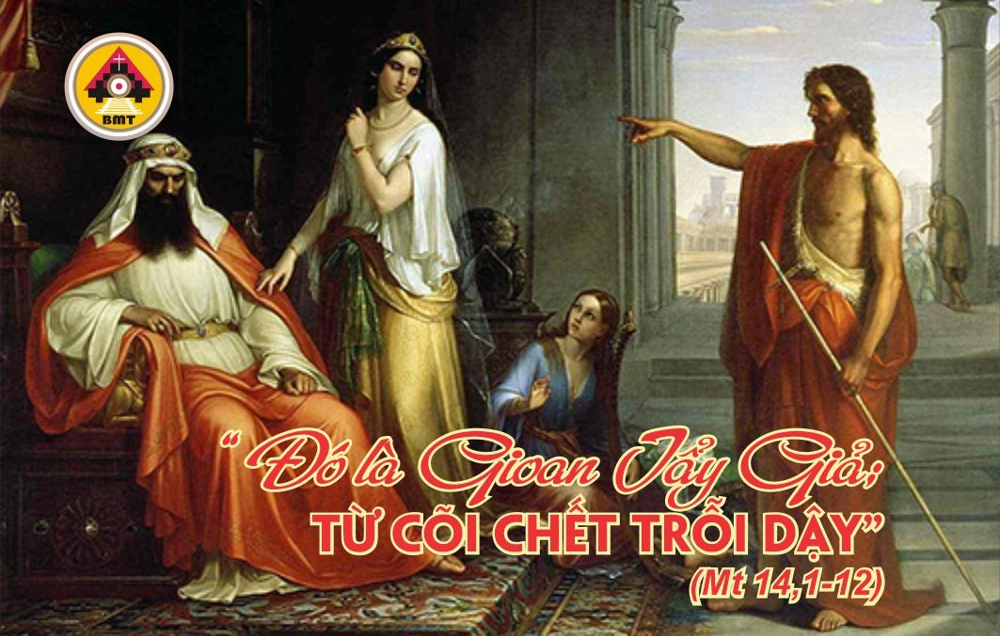 BMT
“Đó là Gioan Tẩy Giả;
TỪ CÕI CHẾT TRỖI DẬY”
(Mt 14,1-12)